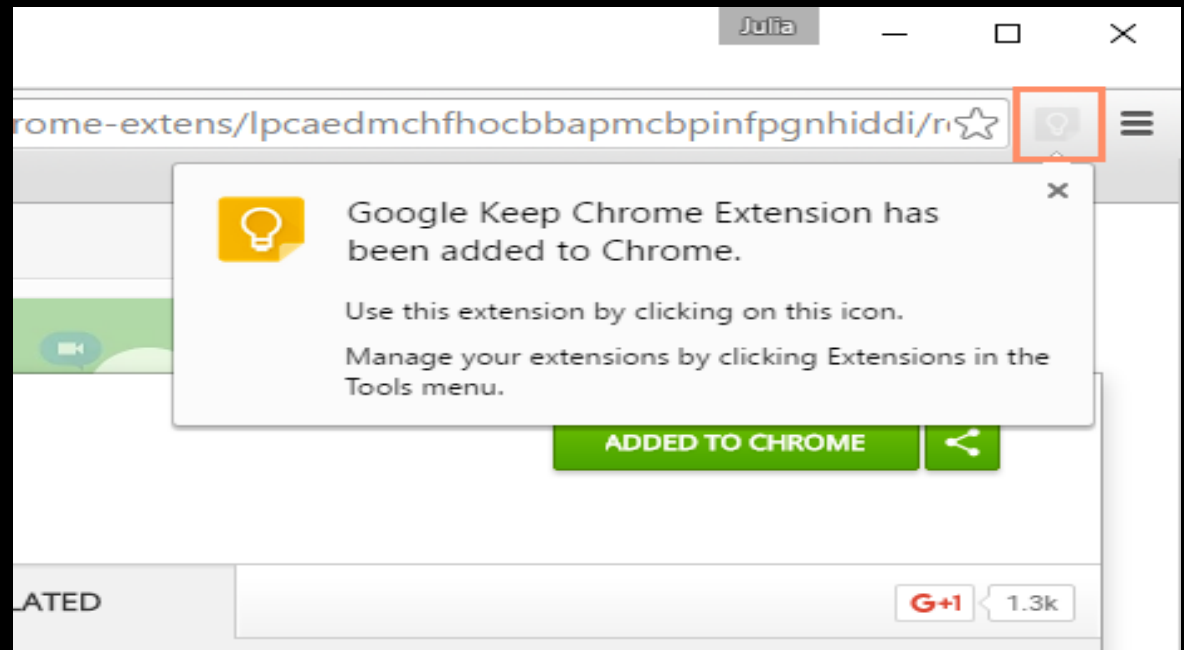 Julia
rome-extens/lpcaedmchfhocbbapmcbpinfpgnhiddi/r
Google Keep Chrome Extension has
been added to Chrome.
Use this extension by clicking on this icon.
Manage your extensions by clicking Extensions in the
Tools menu.
ADDED TO CHROME
LATED
G+1 1.3k